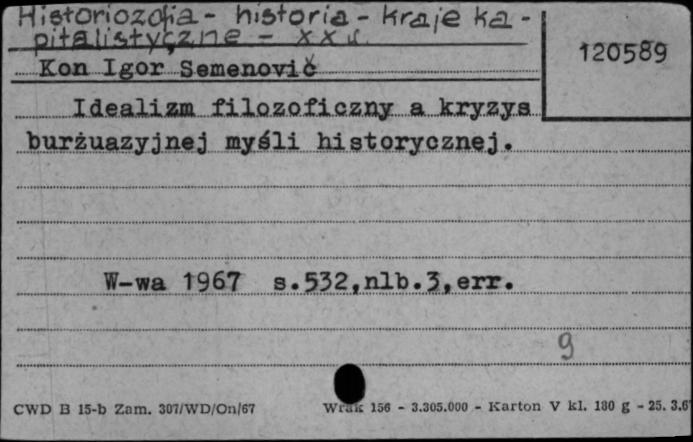 Historiozofia - historia - kraje ka-
pitalistyczne - XX w.
120589
Kon Igor Semenovič
Idealizm filozoficzny a kryzys
burżuazyjnej myśli historycznej.
W-wa 1967 s.532,nlb.3,err.
9
CWD B 15-b Zam. 307/WD/On/67 Wrak 156 - 3.305.000 - Karton V kl. 180 g - 25. 3.6